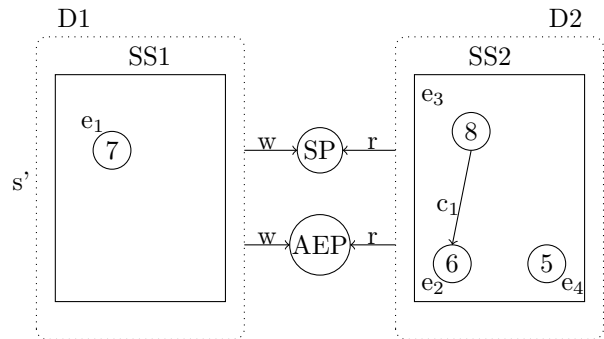 D1 D2
SS1 SS2
e₃
e₁
8
7 w SP r
s'
c₁
w AEP r
6 5
e₂ e₄